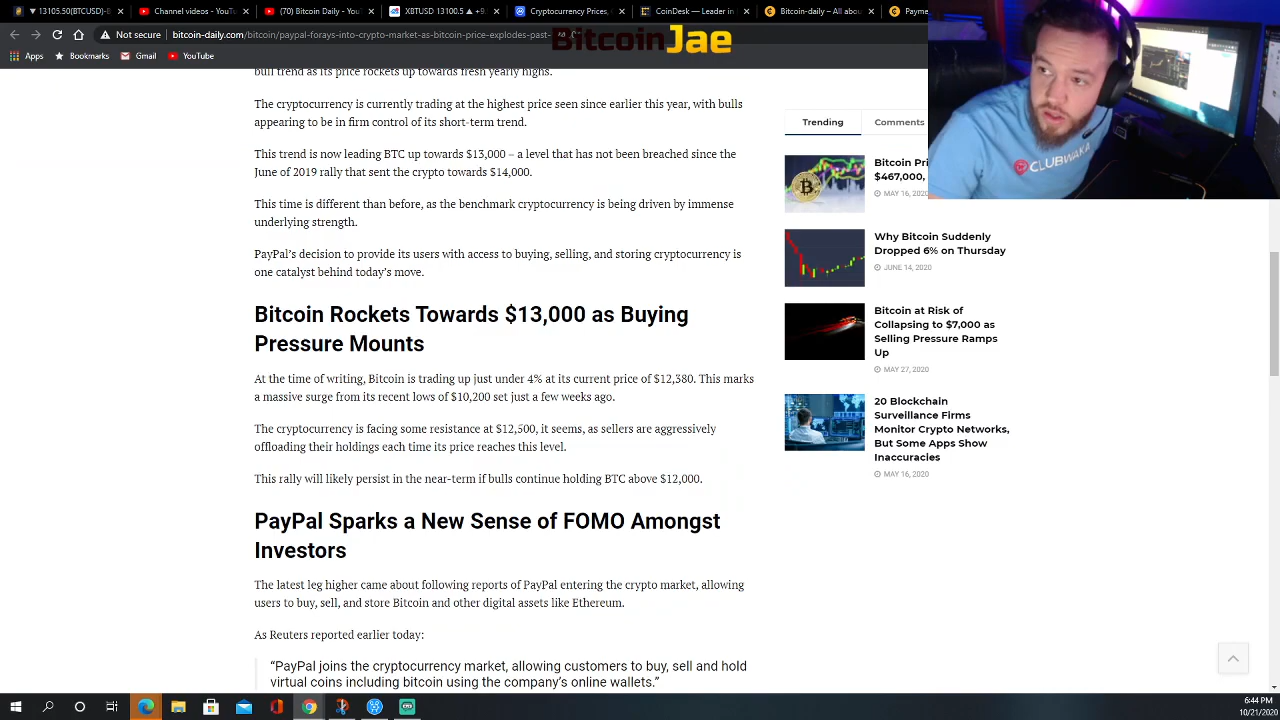 ▼ 13105.50(BTCUSD)-B
Channel videos - YouT
(70) Bitcoin Daily - You
XBTUSD 13100.5 ▲ +9.
Cryptocurrency Prices,
CoinDesk — Leader in
Bitcoin-daily – All abou
Paymen
Not secure | bitcoin-daily.com/bitcoin/paypal-forays-into-crypto-market-as-bitcoins-price-explodes-past-
BitcoinJae
Apps Bookmarks Gmail YouTube
bull trend as its price rockets up towards fresh yearly highs.
The cryptocurrency is currently trading at the highest price seen since earlier this year, with bulls
appearing to be in firm control of its short-term trend.
This trend is now leading BTC up towards $13,000 – a level that has not been breached since the
June of 2019 rally that sent the crypto towards $14,000.
This time is different than before, as the benchmark cryptocurrency is being driven by immense
underlying strength.
PayPal’s decision to provide its users with access to buying, selling, and storing cryptocurrency is
one catalyst behind today’s move.
Bitcoin Rockets Towards $13,000 as Buying
Pressure Mounts
At the time of writing, Bitcoin is trading up just under 4% at its current price of $12,380. This marks
a massive surge from its recent lows of $10,200 set just a few weeks ago.
The cryptocurrency is facing some resistance at $12,500, it seems, as sellers are aggressively
offloading their holdings each time its price reaches this level.
This rally will likely persist in the near-term if bulls continue holding BTC above $12,000.
PayPal Sparks a New Sense of FOMO Amongst
Investors
The latest leg higher came about following reports of PayPal entering the crypto market, allowing
users to buy, sell, and store Bitcoin and other digital assets like Ethereum.
As Reuters reported earlier today:
“PayPal joins the cryptocurrency market, allowing customers to buy, sell and hold
virtual coins including bitcoin using the company’s online wallets.”
Trending Comments
Bitcoin Pri
$467,000,
MAY 16, 2020
Why Bitcoin Suddenly
Dropped 6% on Thursday
JUNE 14, 2020
Bitcoin at Risk of
Collapsing to $7,000 as
Selling Pressure Ramps
Up
MAY 27, 2020
20 Blockchain
Surveillance Firms
Monitor Crypto Networks,
But Some Apps Show
Inaccuracies
MAY 16, 2020
CLUBWAKA
6:44 PM
10/21/2020